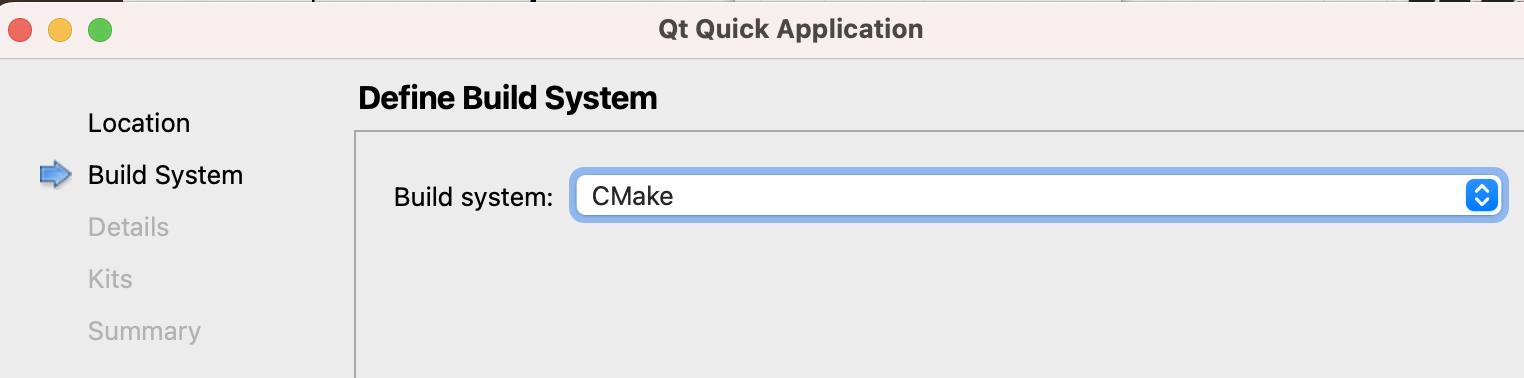 Qt Quick Application
Define Build System
Location
Build System
Details
Kits
Summary
Build system: CMake